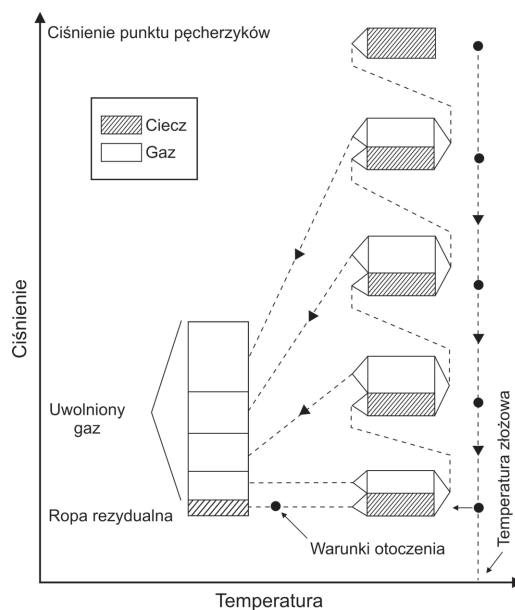 Ciśnienie punktu pęcherzyków
Ciecz
Gaz
Ciśnienie
Uwolniony
gaz
Ropa rezydualna
Warunki otoczenia
Temperatura złożowa
Temperatura